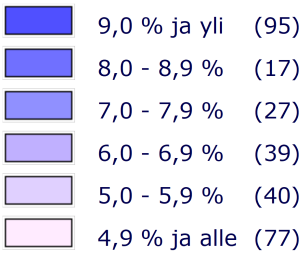 9,0 % ja yli (95)
8,0 - 8,9 % (17)
7,0 - 7,9 % (27)
6,0 - 6,9 % (39)
5,0 - 5,9 % (40)
4,9 % ja alle (77)